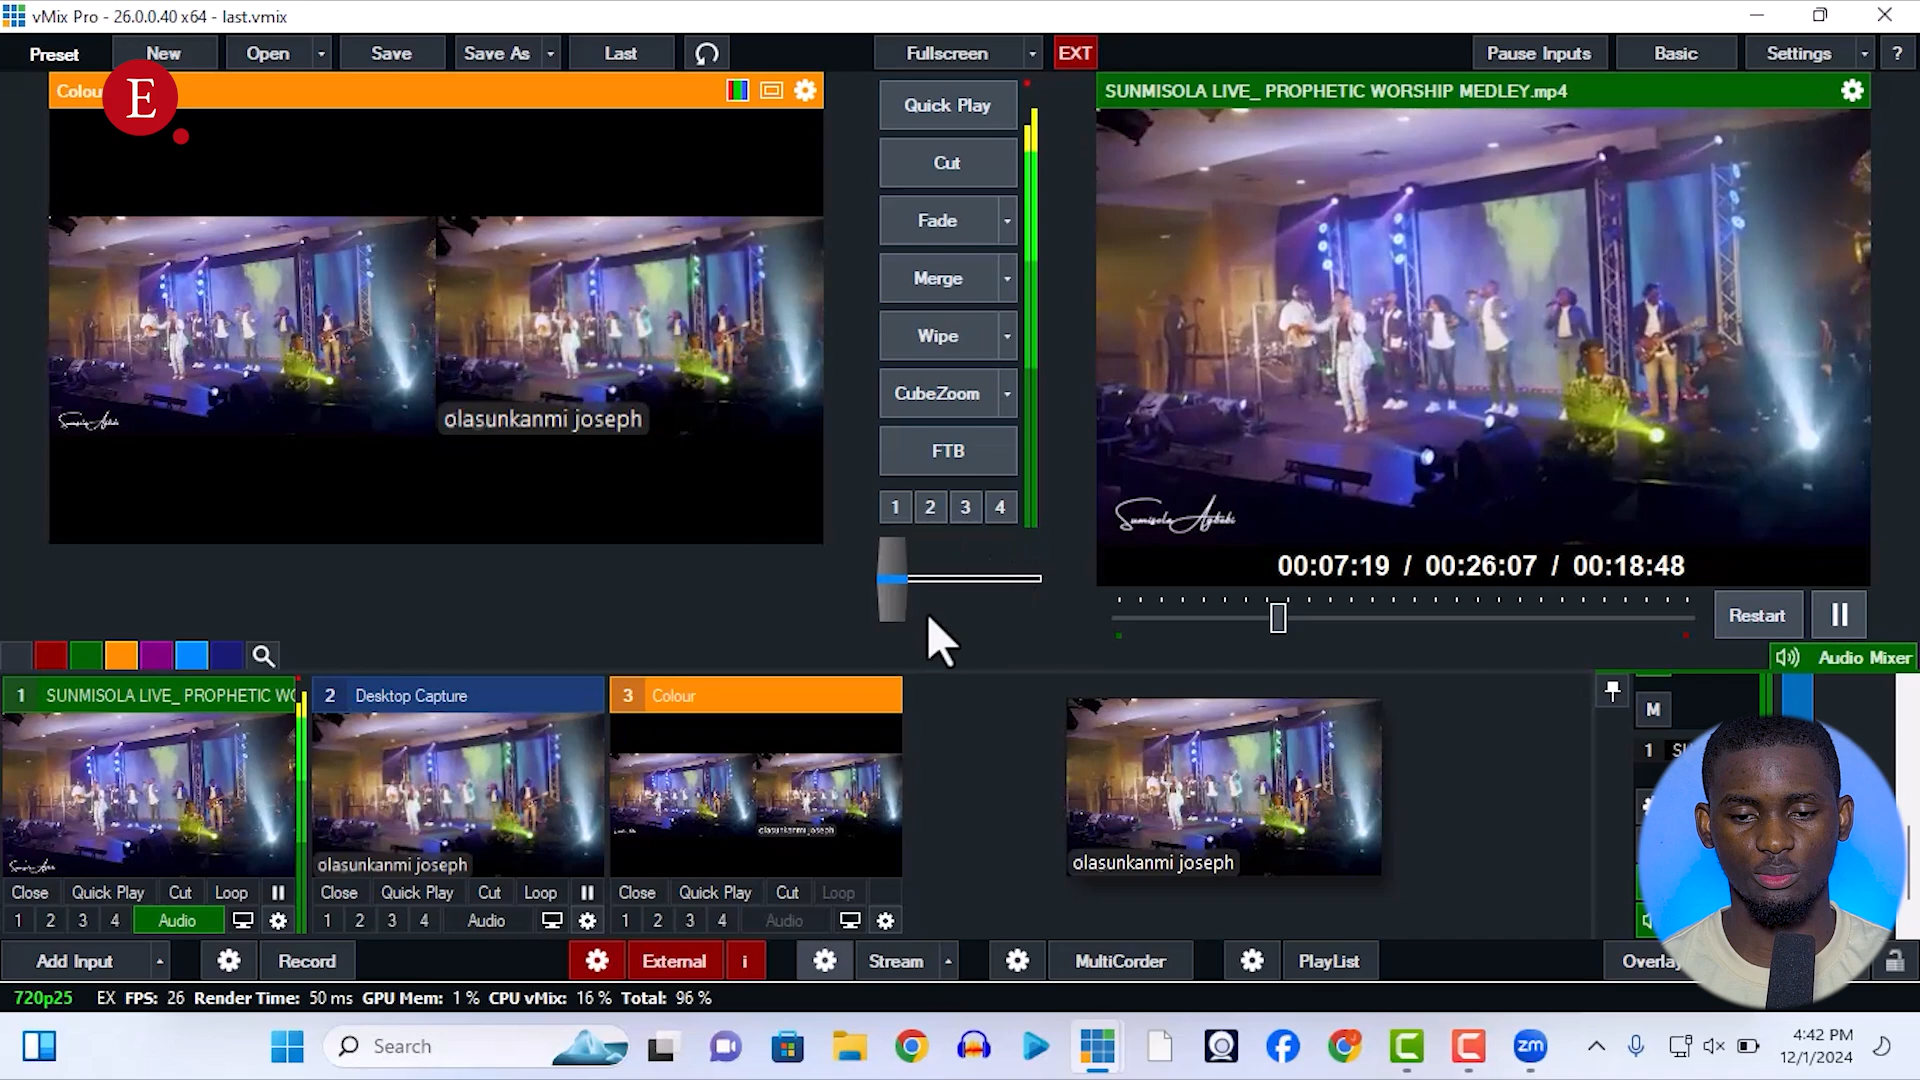 vMix Pro - 26.0.0.40 x64 - last.vmix
Preset New Open Save Save As Last Fullscreen EXT Pause Inputs Basic Settings ?
E
SUNMISOLA LIVE_ PROPHETIC WORSHIP MEDLEY.mp4
Quick Play
Cut
Fade
Merge
Wipe
CubeZoom
FTB
1 2 3 4
olasunkanmi joseph
00:07:19 / 00:26:07 / 00:18:48
Restart
Audio Mixer
1 SUNMISOLA LIVE_ PROPHETIC WO
2 Desktop Capture
3 Colour
M
1
olasunkanmi joseph
olasunkanmi joseph
olasunkanmi joseph
Close Quick Play Cut Loop
Close Quick Play Cut Loop
Close Quick Play Cut Loop
1 2 3 4 Audio
1 2 3 4 Audio
1 2 3 4 Audio
Add Input Record External i Stream MultiCorder PlayList
720p25 EX FPS: 26 Render Time: 50 ms GPU Mem: 1 % CPU vMix: 16 % Total: 96 %
Search
zm
4:42 PM
12/1/2024